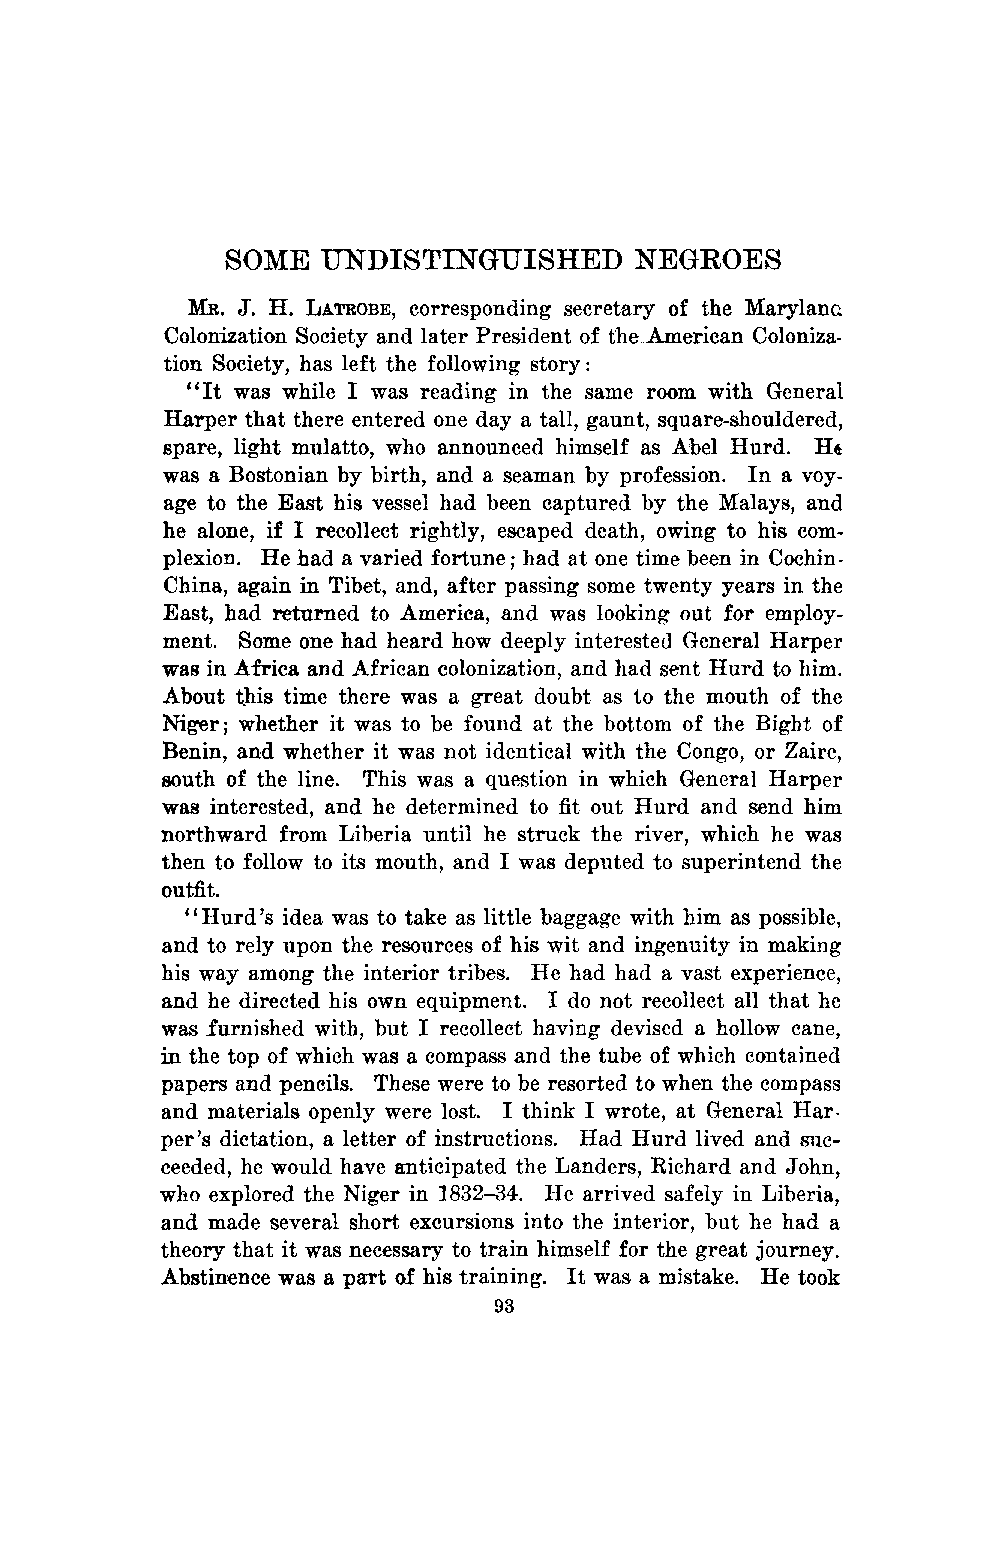 SOME UNDISTINGUISHED NEGROES
MR. J. H. LATROBE, corresponding secretary of the Maryland
Colonization Society and later President of the American Coloniza-
tion Society, has left the following story:
"It was while I was reading in the same room with General
Harper that there entered one day a tall, gaunt, square-shouldered,
spare, light mulatto, who announced himself as Abel Hurd. He
was a Bostonian by birth, and a seaman by profession. In a voy-
age to the East his vessel had been captured by the Malays, and
he alone, if I recollect rightly, escaped death, owing to his com-
plexion. He had a varied fortune; had at one time been in Cochin-
China, again in Tibet, and, after passing some twenty years in the
East, had returned to America, and was looking out for employ-
ment. Some one had heard how deeply interested General Harper
was in Africa and African colonization, and had sent Hurd to him.
About this time there was a great doubt as to the mouth of the
Niger; whether it was to be found at the bottom of the Bight of
Benin, and whether it was not identical with the Congo, or Zaire,
south of the line. This was a question in which General Harper
was interested, and he determined to fit out Hurd and send him
northward from Liberia until he struck the river, which he was
then to follow to its mouth, and I was deputed to superintend the
outfit.
"Hurd's idea was to take as little baggage with him as possible,
and to rely upon the resources of his wit and ingenuity in making
his way among the interior tribes. He had had a vast experience,
and he directed his own equipment. I do not recollect all that he
was furnished with, but I recollect having devised a hollow cane,
in the top of which was a compass and the tube of which contained
papers and pencils. These were to be resorted to when the compass
and materials openly were lost. I think I wrote, at General Har-
per's dictation, a letter of instructions. Had Hurd lived and suc-
ceeded, he would have anticipated the Landers, Richard and John,
who explored the Niger in 1832–34. He arrived safely in Liberia,
and made several short excursions into the interior, but he had a
theory that it was necessary to train himself for the great journey.
Abstinence was a part of his training. It was a mistake. He took
93